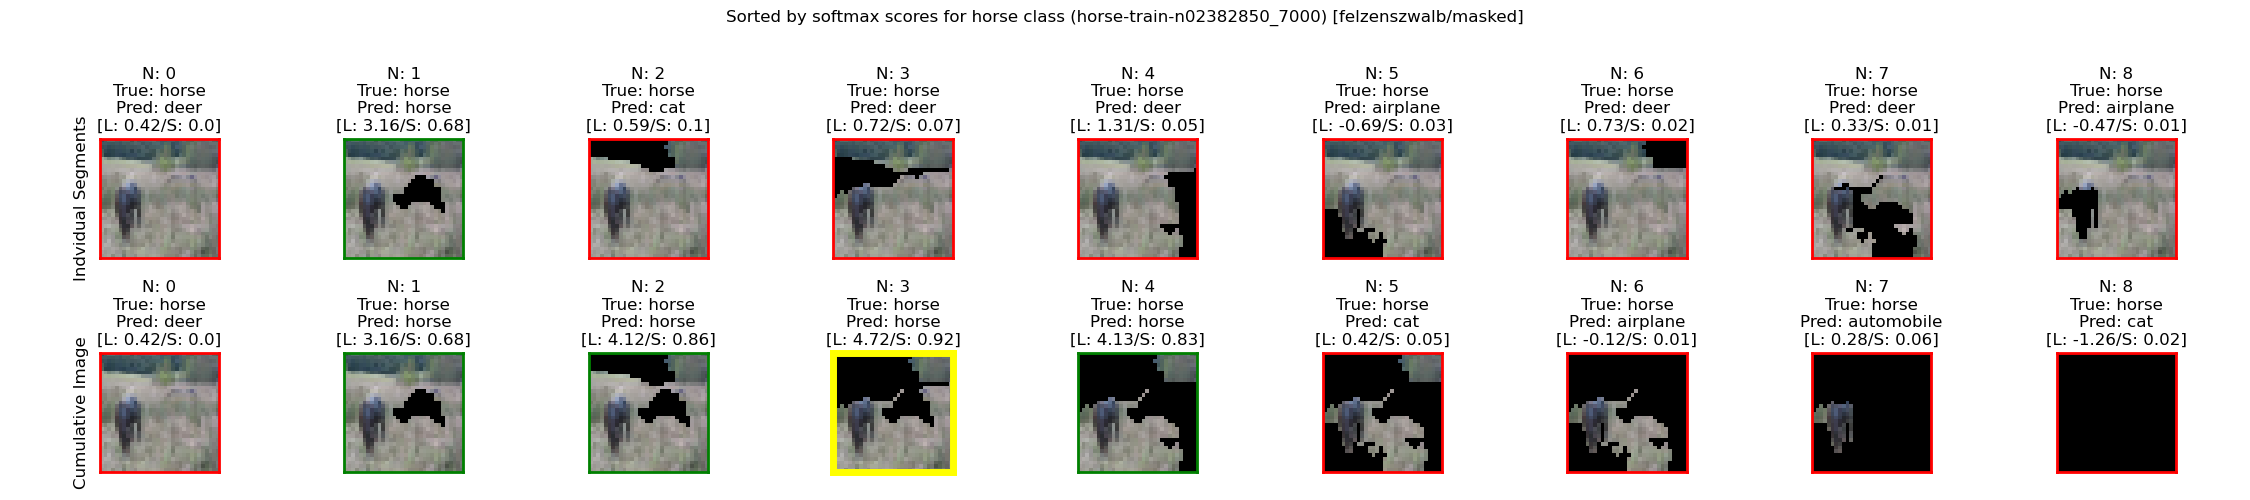 Sorted by softmax scores for horse class (horse-train-n02382850_7000) [felzenszwalb/masked]
Indvidual Segments
N: 0
True: horse
Pred: deer
[L: 0.42/S: 0.0]
N: 1
True: horse
Pred: horse
[L: 3.16/S: 0.68]
N: 2
True: horse
Pred: cat
[L: 0.59/S: 0.1]
N: 3
True: horse
Pred: deer
[L: 0.72/S: 0.07]
N: 4
True: horse
Pred: deer
[L: 1.31/S: 0.05]
N: 5
True: horse
Pred: airplane
[L: -0.69/S: 0.03]
N: 6
True: horse
Pred: deer
[L: 0.73/S: 0.02]
N: 7
True: horse
Pred: deer
[L: 0.33/S: 0.01]
N: 8
True: horse
Pred: airplane
[L: -0.47/S: 0.01]
Cumulative Image
N: 0
True: horse
Pred: deer
[L: 0.42/S: 0.0]
N: 1
True: horse
Pred: horse
[L: 3.16/S: 0.68]
N: 2
True: horse
Pred: horse
[L: 4.12/S: 0.86]
N: 3
True: horse
Pred: horse
[L: 4.72/S: 0.92]
N: 4
True: horse
Pred: horse
[L: 4.13/S: 0.83]
N: 5
True: horse
Pred: cat
[L: 0.42/S: 0.05]
N: 6
True: horse
Pred: airplane
[L: -0.12/S: 0.01]
N: 7
True: horse
Pred: automobile
[L: 0.28/S: 0.06]
N: 8
True: horse
Pred: cat
[L: -1.26/S: 0.02]